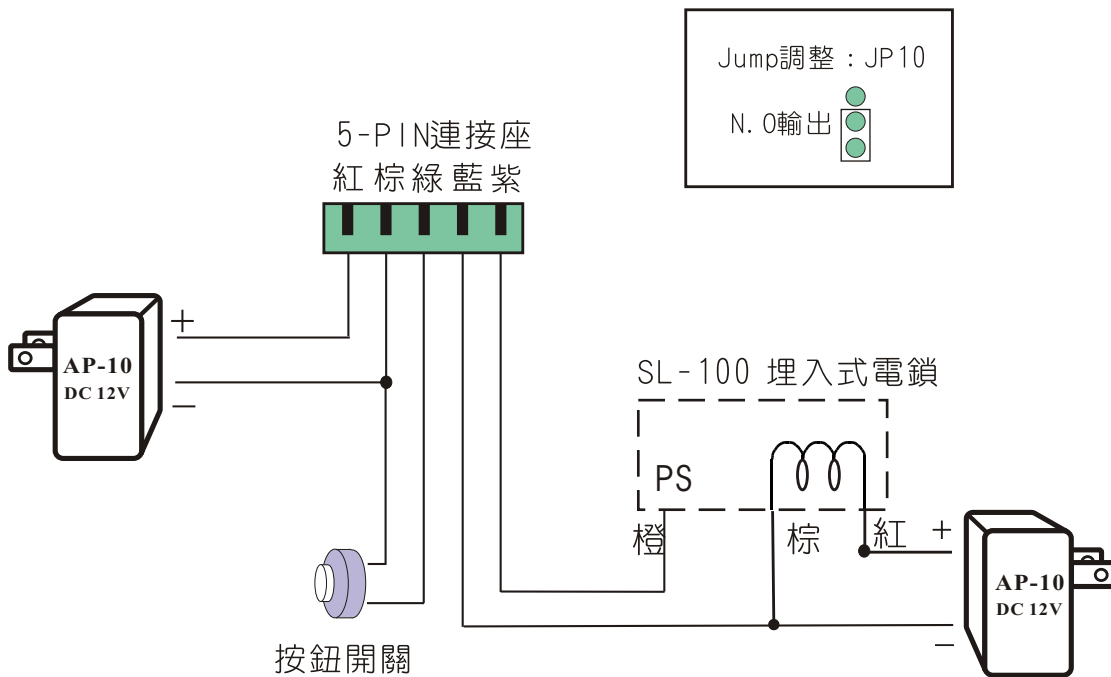 Jump調整：JP10
N.O輸出
5-PIN連接座
紅棕綠藍紫
+
AP-10
DC 12V
−
SL-100 埋入式電鎖
PS
橙
棕
紅
+
AP-10
DC 12V
−
按鈕開關